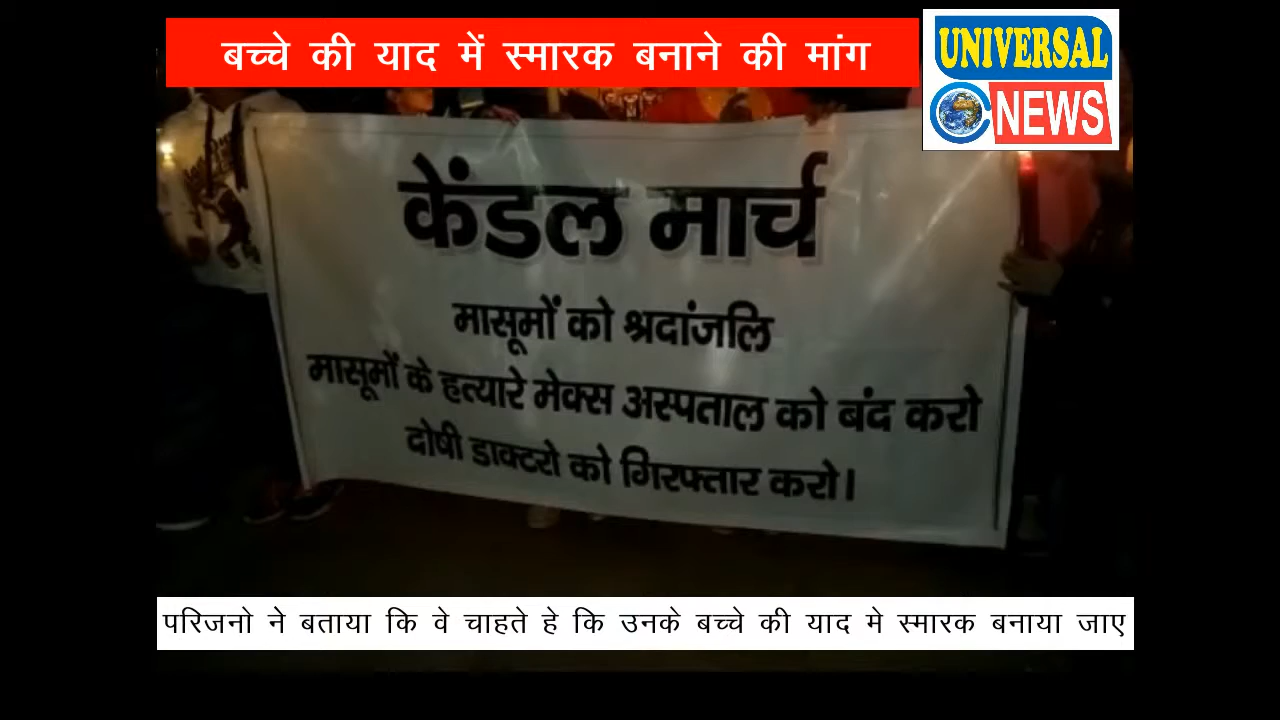 बच्चे की याद में स्मारक बनाने की मांग
UNIVERSAL
NEWS
केंडल मार्च
मासूमों को श्रदांजलि
मासूमों के हत्यारे मेक्स अस्पताल को बंद करो
दोषी डाक्टरो को गिरफ्तार करो।
परिजनो ने बताया कि वे चाहते हे कि उनके बच्चे की याद मे स्मारक बनाया जाए